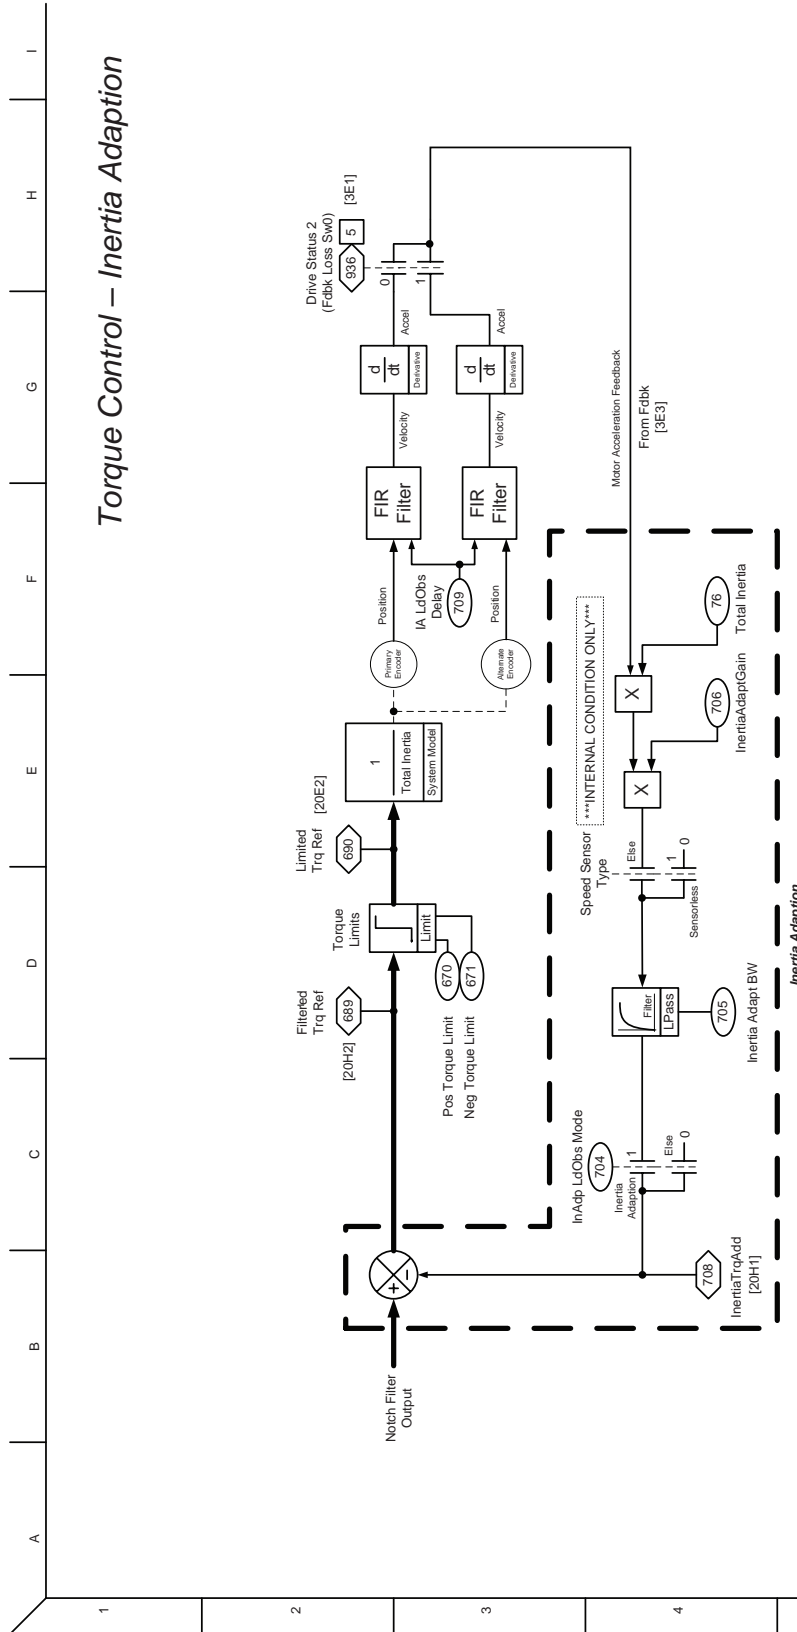 Torque Control – Inertia Adaption
A
B
C
D
E
F
G
H
I
1
2
3
4
Notch Filter
Output
+
−
Filtered
Trq Ref
689
[20H2]
Torque
Limits
Limit
670
671
Pos Torque Limit
Neg Torque Limit
Limited
Trq Ref
690
[20E2]
1
Total Inertia
System Model
Primary
Encoder
Alternate
Encoder
Position
Position
IA LdObs
Delay
709
FIR
Filter
FIR
Filter
Velocity
Velocity
d
dt
Derivative
d
dt
Derivative
Accel
Accel
Drive Status 2
(Fdbk Loss Sw0)
936
5
[3E1]
0
1
Motor Acceleration Feedback
From Fdbk
[3E3]
***INTERNAL CONDITION ONLY***
X
76
Total Inertia
X
706
InertiaAdaptGain
Speed Sensor
Type
Else
1
0
Sensorless
Filter
LPass
705
Inertia Adapt BW
InAdp LdObs Mode
704
Inertia
Adaption
1
Else
0
708
InertiaTrqAdd
[20H1]
Inertia Adaption